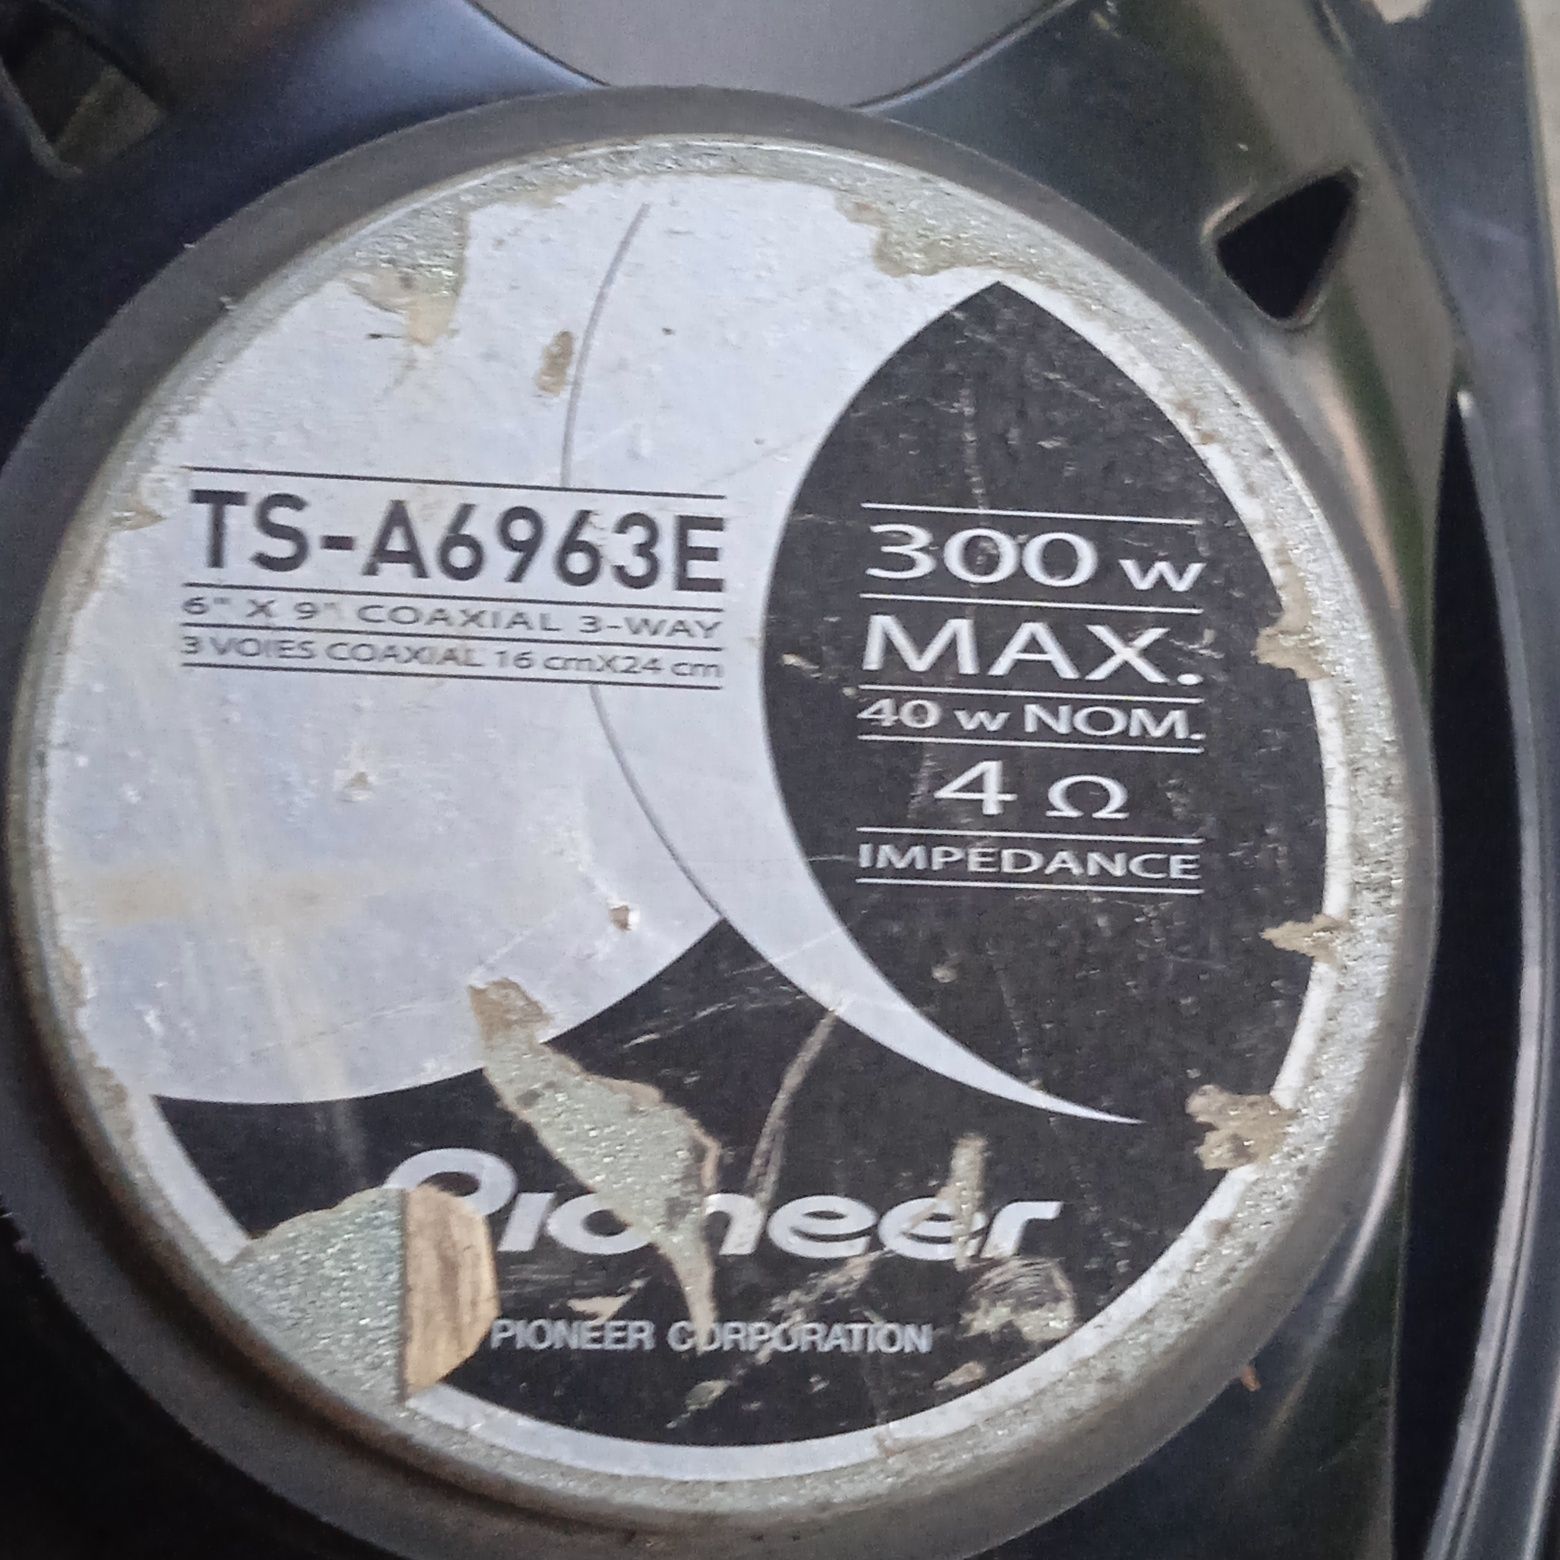 TS-A6963E
6" X 9" COAXIAL 3-WAY
3 VOIES COAXIAL 16 cmX24 cm
300 w
MAX.
40 w NOM.
4 Ω
IMPEDANCE
Pioneer
PIONEER CORPORATION